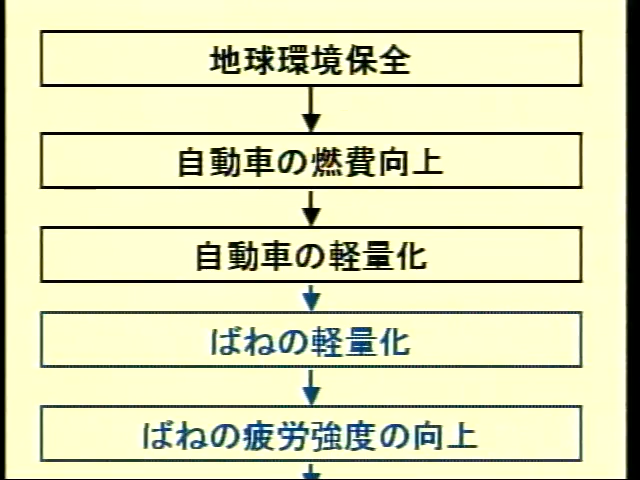 地球環境保全
自動車の燃費向上
自動車の軽量化
ばねの軽量化
ばねの疲労強度の向上